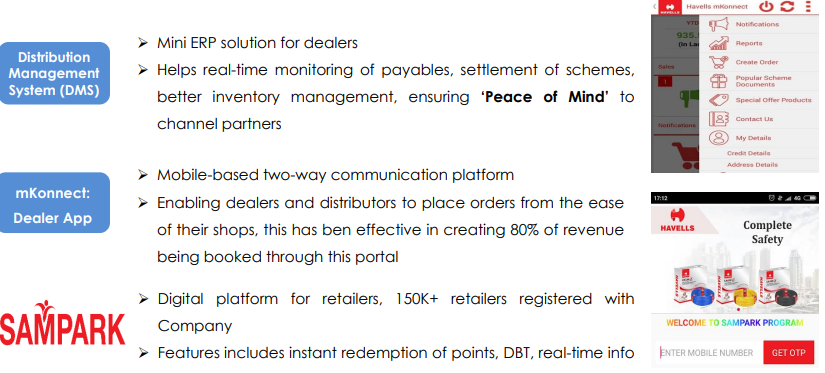 Distribution
Management
System (DMS)
➢ Mini ERP solution for dealers
➢ Helps real-time monitoring of payables, settlement of schemes,
better inventory management, ensuring ‘Peace of Mind’ to
channel partners
mKonnect:
Dealer App
➢ Mobile-based two-way communication platform
➢ Enabling dealers and distributors to place orders from the ease
of their shops, this has ben effective in creating 80% of revenue
being booked through this portal
SAMPARK
➢ Digital platform for retailers, 150K+ retailers registered with
Company
➢ Features includes instant redemption of points, DBT, real-time info
HAVELLS
Havells mKonnect
YTD
935.
(In La
Sales
1
Notifications
Notifications
Reports
Create Order
Popular Scheme
Documents
Special Offer Products
Contact Us
My Details
Credit Details
Address Details
17:12
4G
HAVELLS
Complete
Safety
WELCOME TO SAMPARK PROGRAM
ENTER MOBILE NUMBER
GET OTP